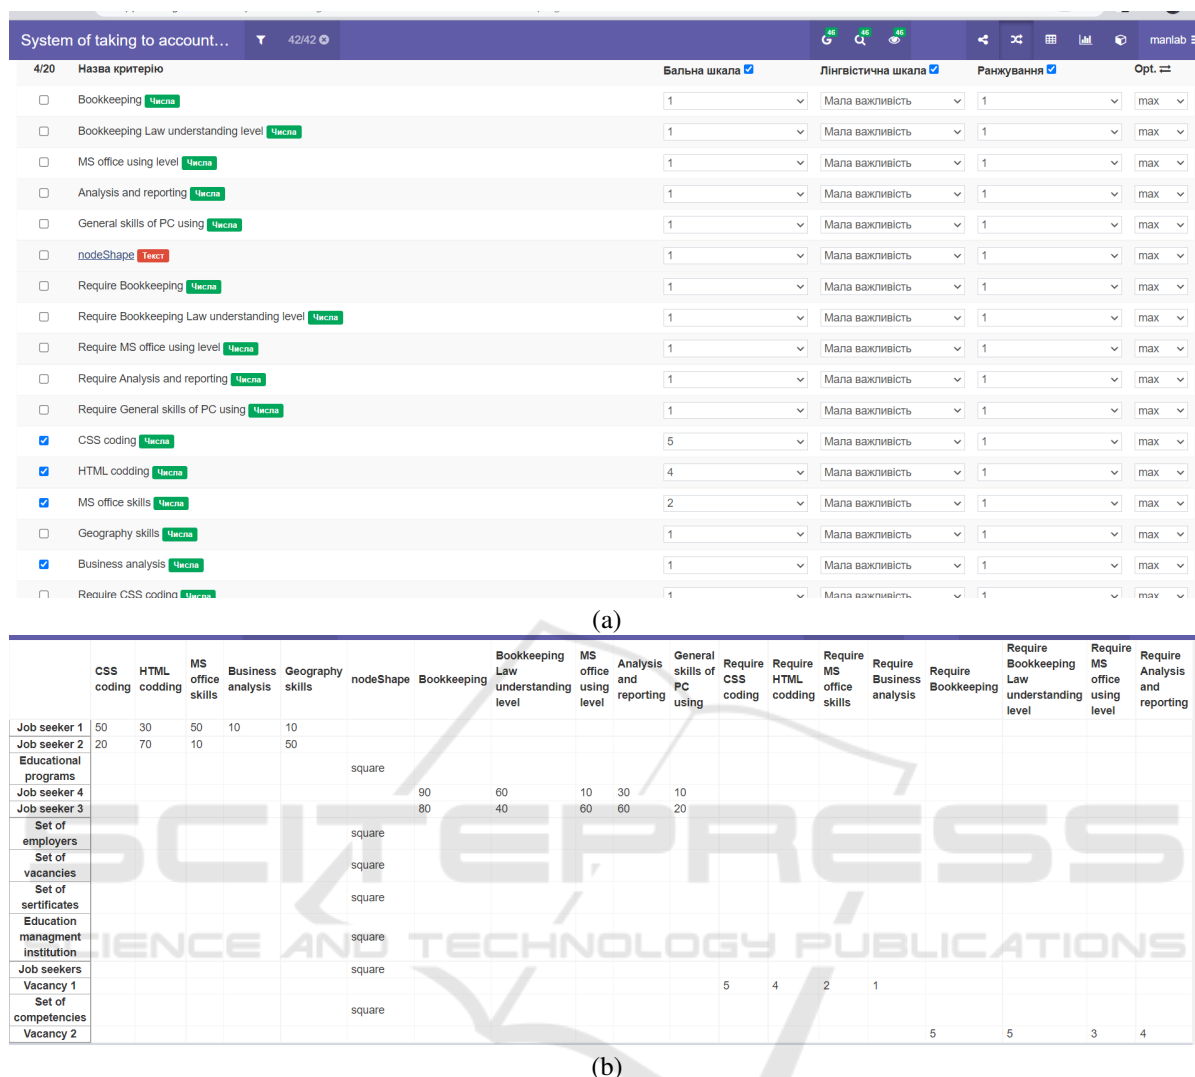 System of taking to account... 42/42 46 46 46 manlab
4/20 Назва критерію Бальна шкала Лінгвістична шкала Ранжування Opt.
Bookkeeping Числа 1 Мала важливість 1 max
Bookkeeping Law understanding level Числа 1 Мала важливість 1 max
MS office using level Числа 1 Мала важливість 1 max
Analysis and reporting Числа 1 Мала важливість 1 max
General skills of PC using Числа 1 Мала важливість 1 max
nodeShape Текст 1 Мала важливість 1 max
Require Bookkeeping Числа 1 Мала важливість 1 max
Require Bookkeeping Law understanding level Числа 1 Мала важливість 1 max
Require MS office using level Числа 1 Мала важливість 1 max
Require Analysis and reporting Числа 1 Мала важливість 1 max
Require General skills of PC using Числа 1 Мала важливість 1 max
CSS coding Числа 5 Мала важливість 1 max
HTML codding Числа 4 Мала важливість 1 max
MS office skills Числа 2 Мала важливість 1 max
Geography skills Числа 1 Мала важливість 1 max
Business analysis Числа 1 Мала важливість 1 max
Require CSS coding Числа 1 Мала важливість 1 max
(a)
CSS coding HTML codding MS office skills Business analysis Geography skills nodeShape Bookkeeping Bookkeeping Law understanding level MS office using level Analysis and reporting General skills of PC using Require CSS coding Require HTML codding Require MS office skills Require Business analysis Require Bookkeeping Require Bookkeeping Law understanding level Require MS office using level Require Analysis and reporting
Job seeker 1 50 30 50 10 10
Job seeker 2 20 70 10 50
Educational programs square
Job seeker 4 90 60 10 30 10
Job seeker 3 80 40 60 60 20
Set of employers square
Set of vacancies square
Set of sertificates square
Education managment institution square
Job seekers square
Vacancy 1 5 4 2 1
Set of competencies square
Vacancy 2 5 5 3 4
(b)
SCITEPRESS
SCIENCE AND TECHNOLOGY PUBLICATIONS